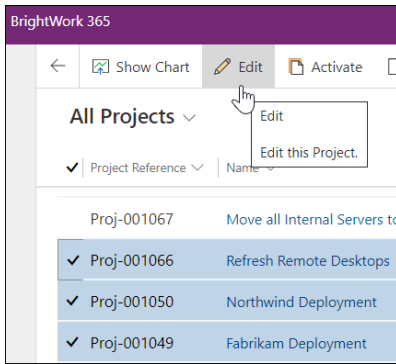 BrightWork 365
Show Chart Edit Activate
All Projects
Edit
Edit this Project.
Project Reference Name
Proj-001067 Move all Internal Servers to
Proj-001066 Refresh Remote Desktops
Proj-001050 Northwind Deployment
Proj-001049 Fabrikam Deployment